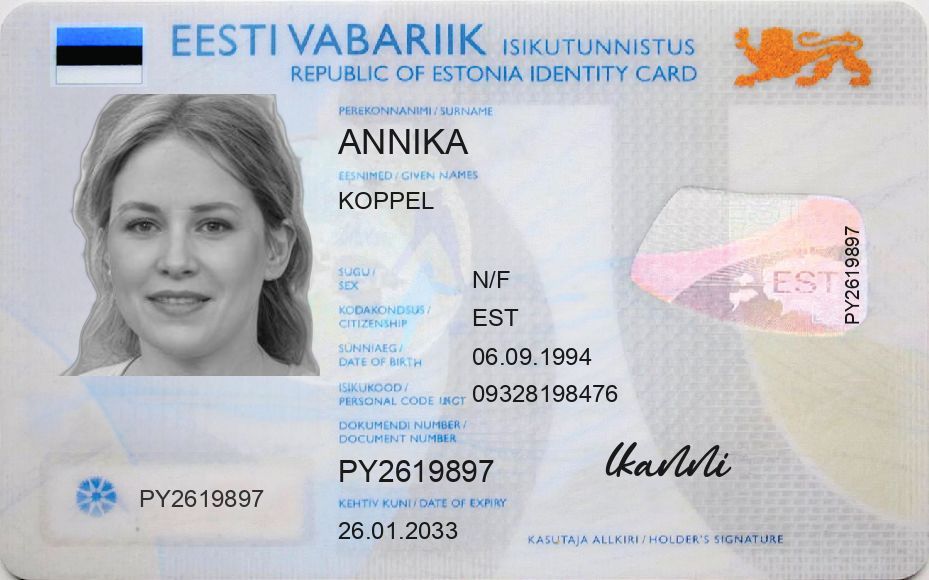 EESTI VABARIIK ISIKUTUNNISTUS
REPUBLIC OF ESTONIA IDENTITY CARD
PEREKONNANIMI / SURNAME
ANNIKA
EESNIMED / GIVEN NAMES
KOPPEL
SUGU / SEX
N/F
KODAKONDSUS / CITIZENSHIP
EST
SÜNNIAEG / DATE OF BIRTH
06.09.1994
ISIKUKOOD / PERSONAL CODE
09328198476
DOKUMENDI NUMBER / DOCUMENT NUMBER
PY2619897
KEHTIV KUNI / DATE OF EXPIRY
26.01.2033
PY2619897
EST
PY2619897
KASUTAJA ALLKIRI / HOLDER'S SIGNATURE